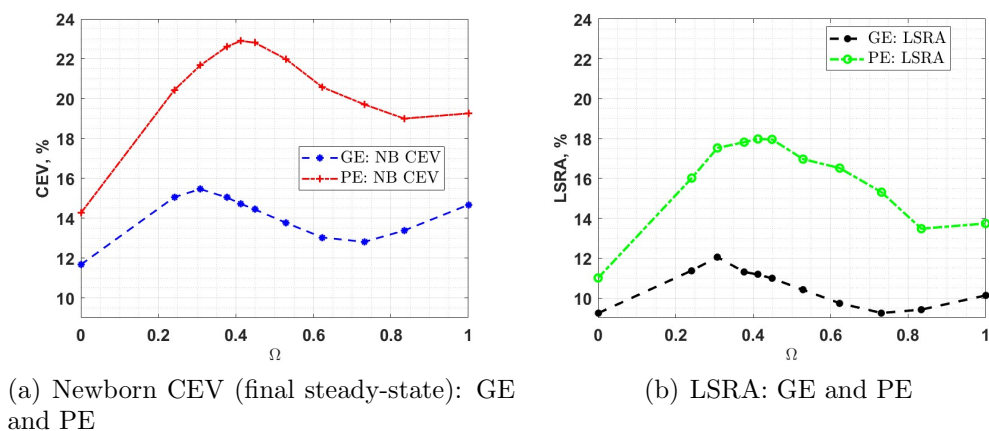 24
22
20
18
16
14
12
10
CEV, %
GE: NB CEV
PE: NB CEV
0
0.2
0.4
0.6
0.8
1
Ω
(a) Newborn CEV (final steady-state): GE
and PE
24
22
20
18
16
14
12
10
LSRA, %
GE: LSRA
PE: LSRA
0
0.2
0.4
0.6
0.8
1
Ω
(b) LSRA: GE and PE